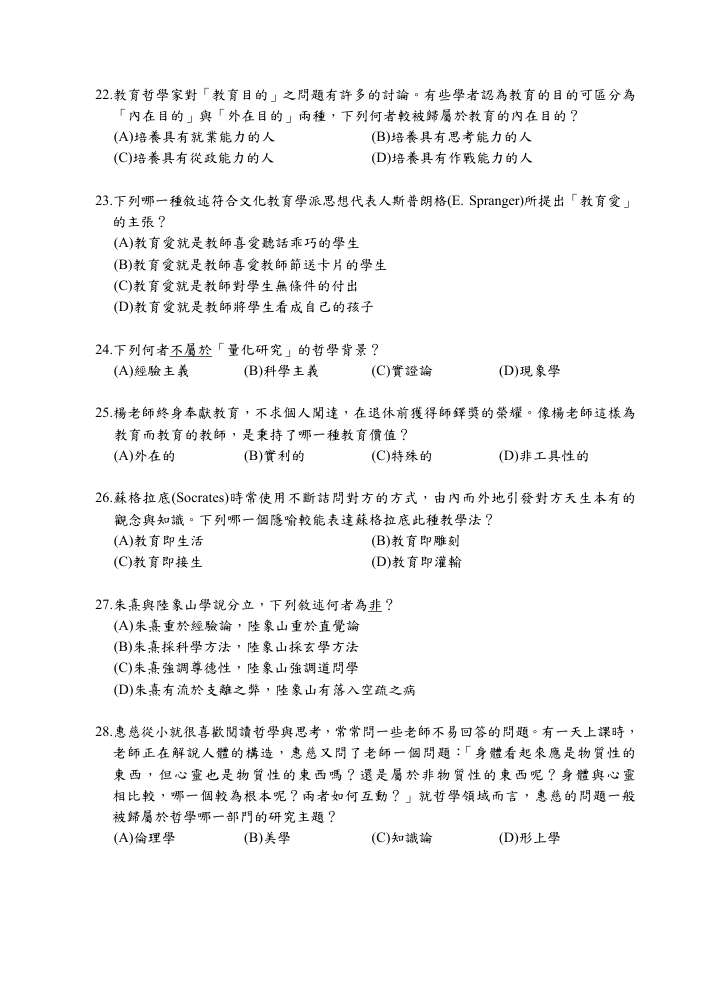 22.教育哲學家對「教育目的」之問題有許多的討論。有些學者認為教育的目的可區分為
「內在目的」與「外在目的」兩種，下列何者較被歸屬於教育的內在目的？
(A)培養具有就業能力的人 (B)培養具有思考能力的人
(C)培養具有從政能力的人 (D)培養具有作戰能力的人
23.下列哪一種敘述符合文化教育學派思想代表人斯普朗格(E. Spranger)所提出「教育愛」
的主張？
(A)教育愛就是教師喜愛聽話乖巧的學生
(B)教育愛就是教師喜愛教師節送卡片的學生
(C)教育愛就是教師對學生無條件的付出
(D)教育愛就是教師將學生看成自己的孩子
24.下列何者不屬於「量化研究」的哲學背景？
(A)經驗主義 (B)科學主義 (C)實證論 (D)現象學
25.楊老師終身奉獻教育，不求個人聞達，在退休前獲得師鐸獎的榮耀。像楊老師這樣為
教育而教育的教師，是秉持了哪一種教育價值？
(A)外在的 (B)實利的 (C)特殊的 (D)非工具性的
26.蘇格拉底(Socrates)時常使用不斷詰問對方的方式，由內而外地引發對方天生本有的
觀念與知識。下列哪一個隱喻較能表達蘇格拉底此種教學法？
(A)教育即生活 (B)教育即雕刻
(C)教育即接生 (D)教育即灌輸
27.朱熹與陸象山學說分立，下列敘述何者為非？
(A)朱熹重於經驗論，陸象山重於直覺論
(B)朱熹採科學方法，陸象山採玄學方法
(C)朱熹強調尊德性，陸象山強調道問學
(D)朱熹有流於支離之弊，陸象山有落入空疏之病
28.惠慈從小就很喜歡閱讀哲學與思考，常常問一些老師不易回答的問題。有一天上課時，
老師正在解說人體的構造，惠慈又問了老師一個問題：「身體看起來應是物質性的
東西，但心靈也是物質性的東西嗎？還是屬於非物質性的東西呢？身體與心靈
相比較，哪一個較為根本呢？兩者如何互動？」就哲學領域而言，惠慈的問題一般
被歸屬於哲學哪一部門的研究主題？
(A)倫理學 (B)美學 (C)知識論 (D)形上學